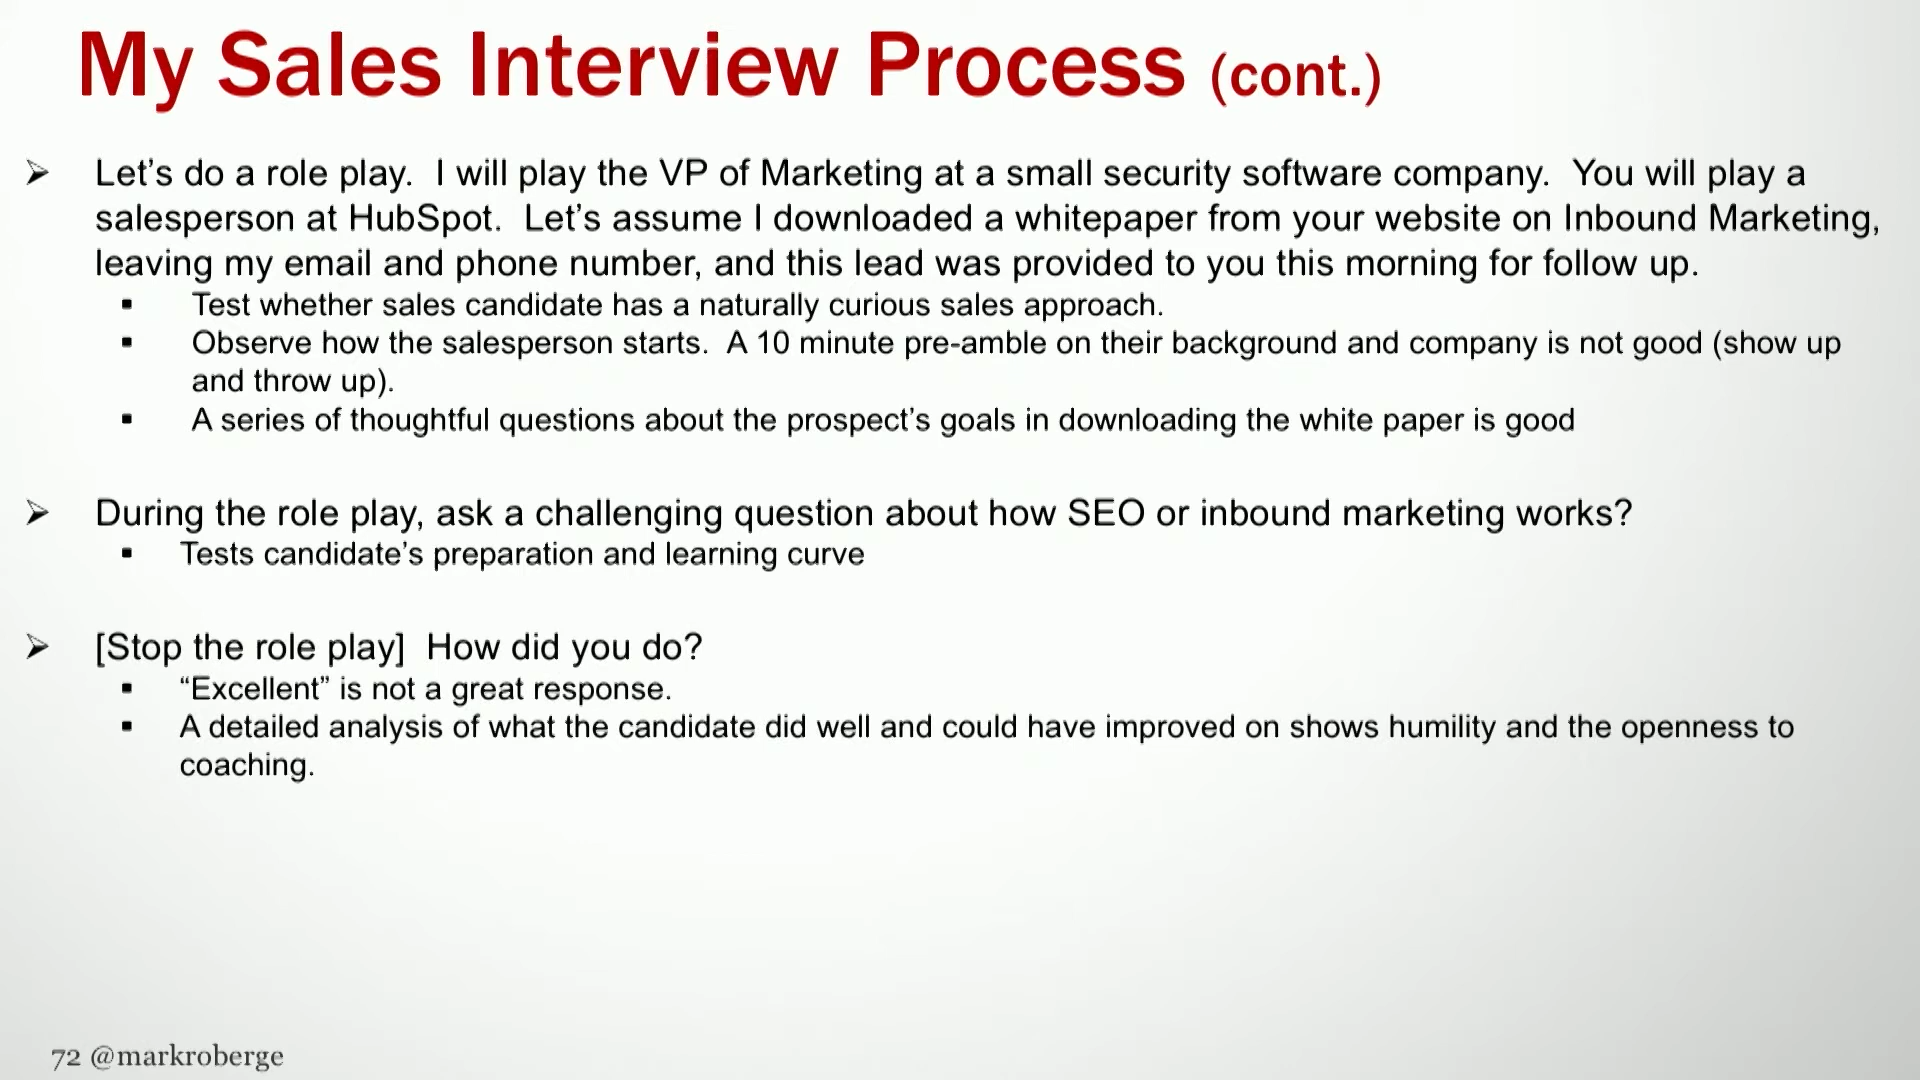 My Sales Interview Process (cont.)
Let’s do a role play.  I will play the VP of Marketing at a small security software company.  You will play a
salesperson at HubSpot.  Let’s assume I downloaded a whitepaper from your website on Inbound Marketing,
leaving my email and phone number, and this lead was provided to you this morning for follow up.
Test whether sales candidate has a naturally curious sales approach.
Observe how the salesperson starts.  A 10 minute pre-amble on their background and company is not good (show up
and throw up).
A series of thoughtful questions about the prospect’s goals in downloading the white paper is good
During the role play, ask a challenging question about how SEO or inbound marketing works?
Tests candidate’s preparation and learning curve
[Stop the role play]  How did you do?
“Excellent” is not a great response.
A detailed analysis of what the candidate did well and could have improved on shows humility and the openness to
coaching.
72 @markroberge